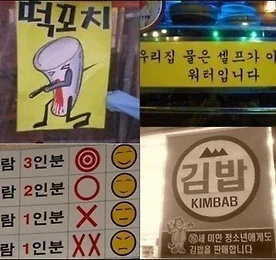 떡꼬치
우리집 물은 셀프가 아
워터입니다
람 3인분
람 2인분
람 1인분
람 1인분
김밥
KIMBAB
⑲세 미만 청소년에게도
김밥을 판매합니다